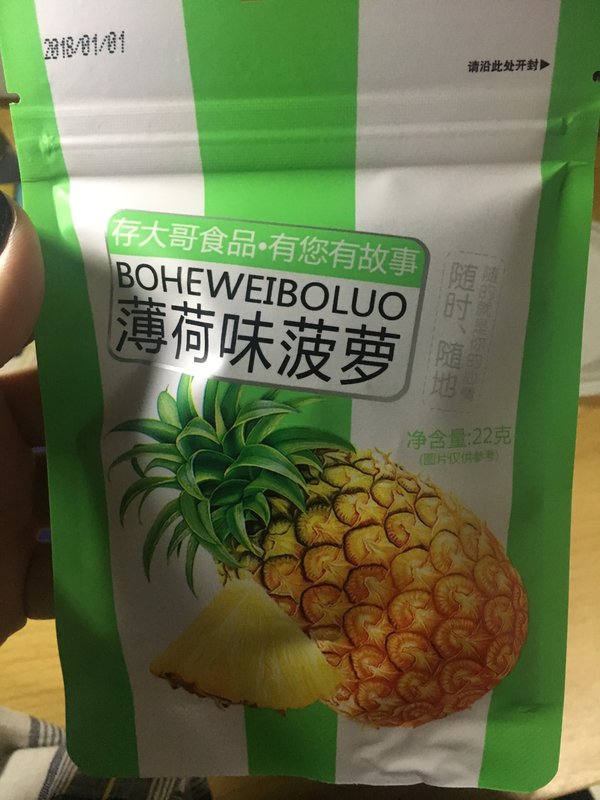 2018/01/01
请沿此处开封▶
存大哥食品•有您有故事
BOHEWEIBOLUO
薄荷味菠萝
随时、随地
净含量:22克
(图片仅供参考)